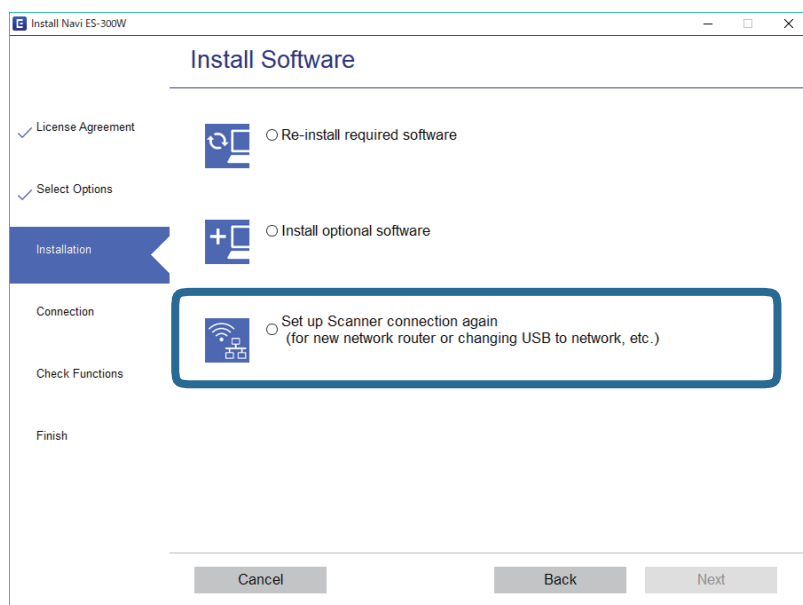 E Install Navi ES-300W
Install Software
License Agreement
Select Options
Installation
Connection
Check Functions
Finish
Re-install required software
Install optional software
Set up Scanner connection again
(for new network router or changing USB to network, etc.)
Cancel
Back
Next